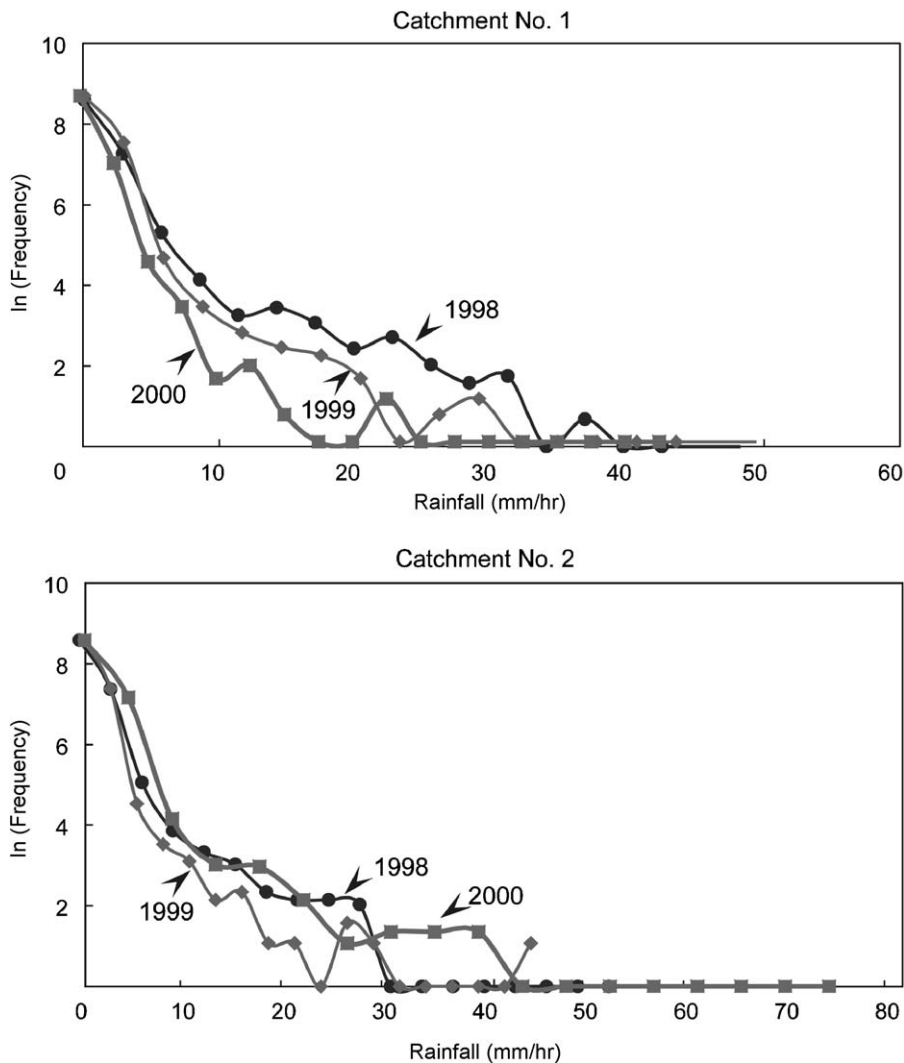 Catchment No. 1
10
8
6
4
2
0
ln (Frequency)
1998
2000
1999
10 20 30 40 50 60
Rainfall (mm/hr)
Catchment No. 2
10
8
6
4
2
0
ln (Frequency)
1998
2000
1999
0 10 20 30 40 50 60 70 80
Rainfall (mm/hr)